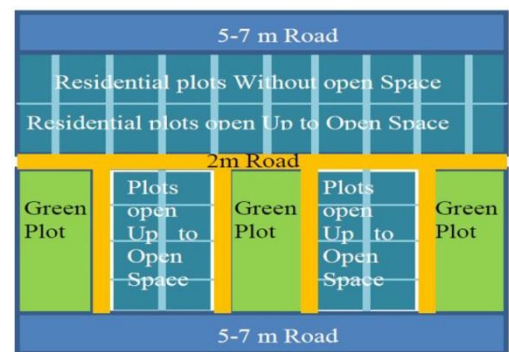 5-7 m Road
Residential plots Without open Space
Residential plots open Up to Open Space
2m Road
Green
Plot
Plots
open
Up to
Open
Space
Green
Plot
Plots
open
Up to
Open
Space
Green
Plot
5-7 m Road